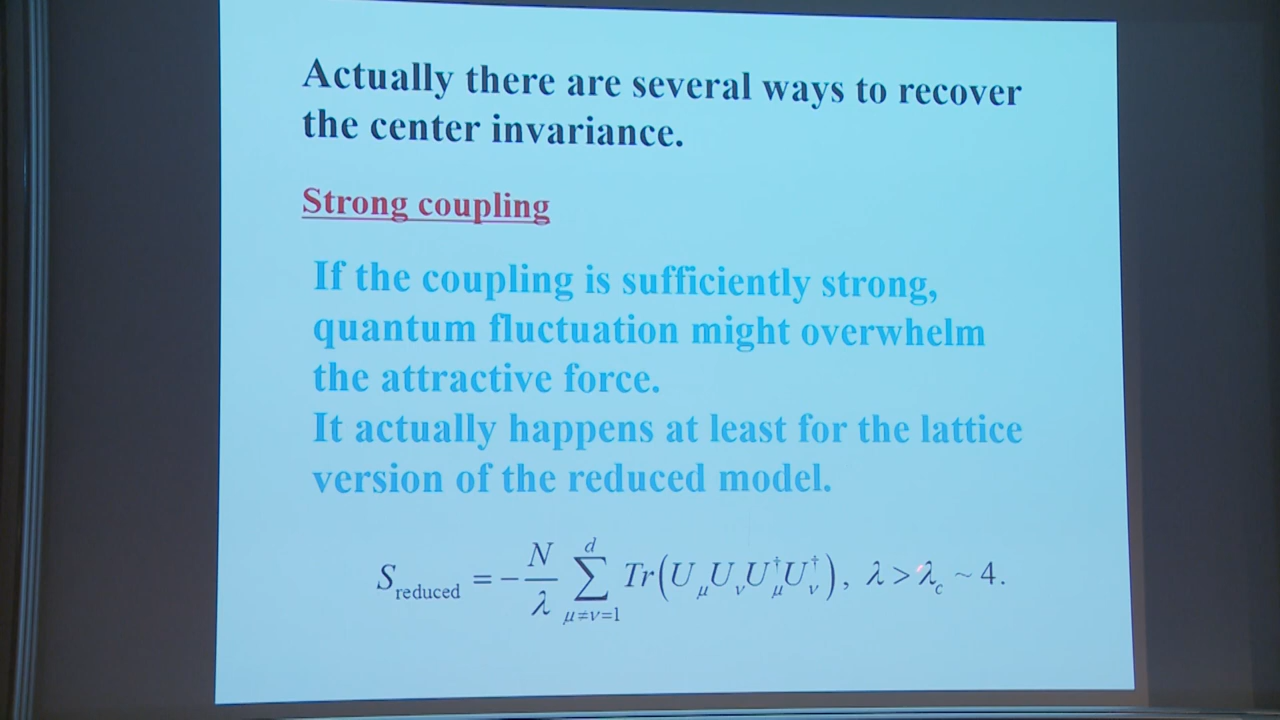 Actually there are several ways to recover
the center invariance.
Strong coupling
If the coupling is sufficiently strong,
quantum fluctuation might overwhelm
the attractive force.
It actually happens at least for the lattice
version of the reduced model.
S_reduced = − N/λ ∑_{μ≠ν=1}^{d} Tr(U_μ U_ν U_μ^† U_ν^†), λ > λ_c ~ 4.